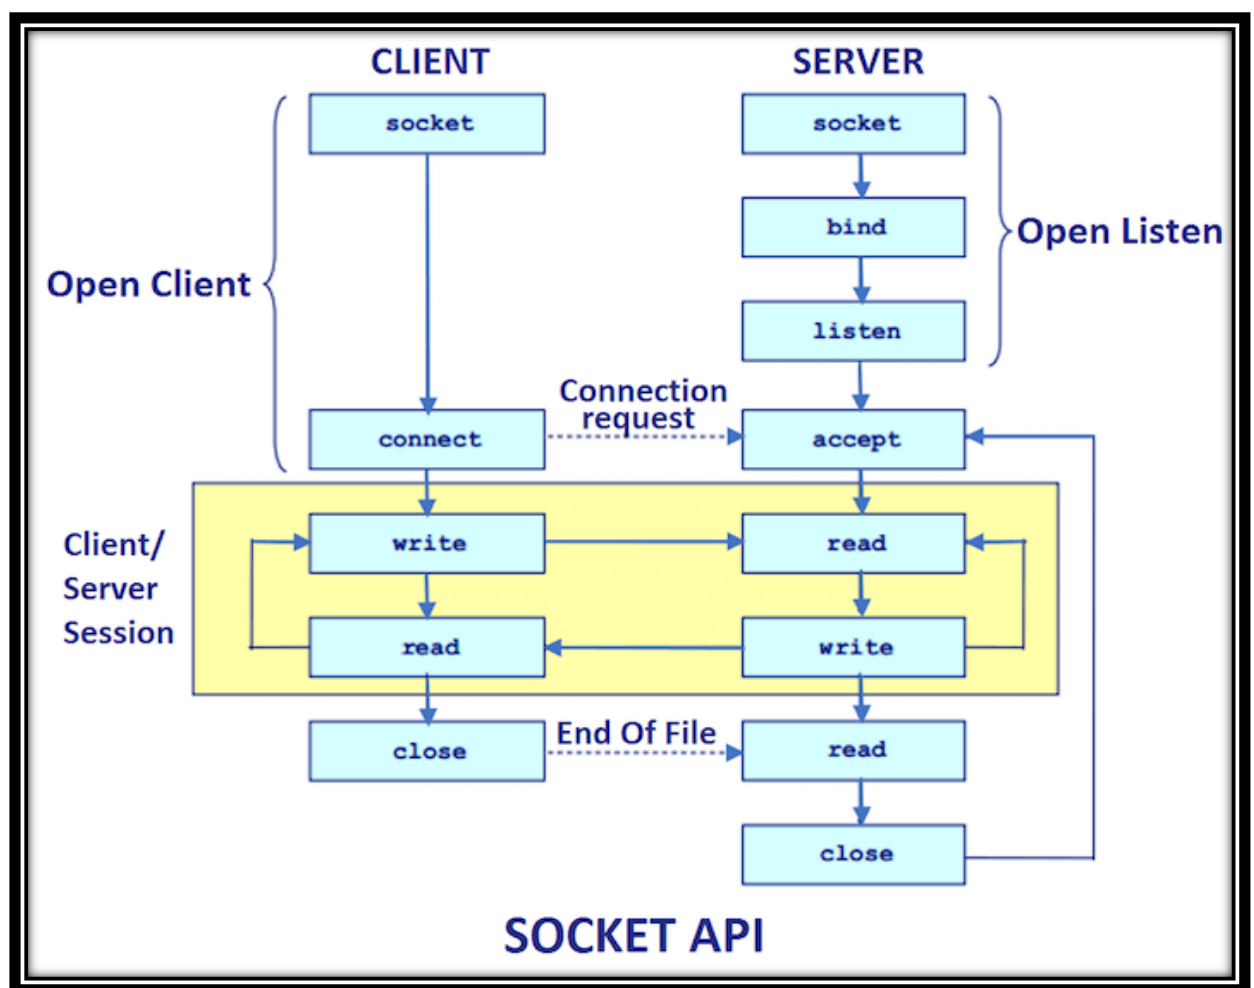 CLIENT
SERVER
socket
socket
bind
Open Listen
Open Client
listen
Connection
request
connect
accept
Client/
Server
Session
write
read
read
write
close
End Of File
read
close
SOCKET API